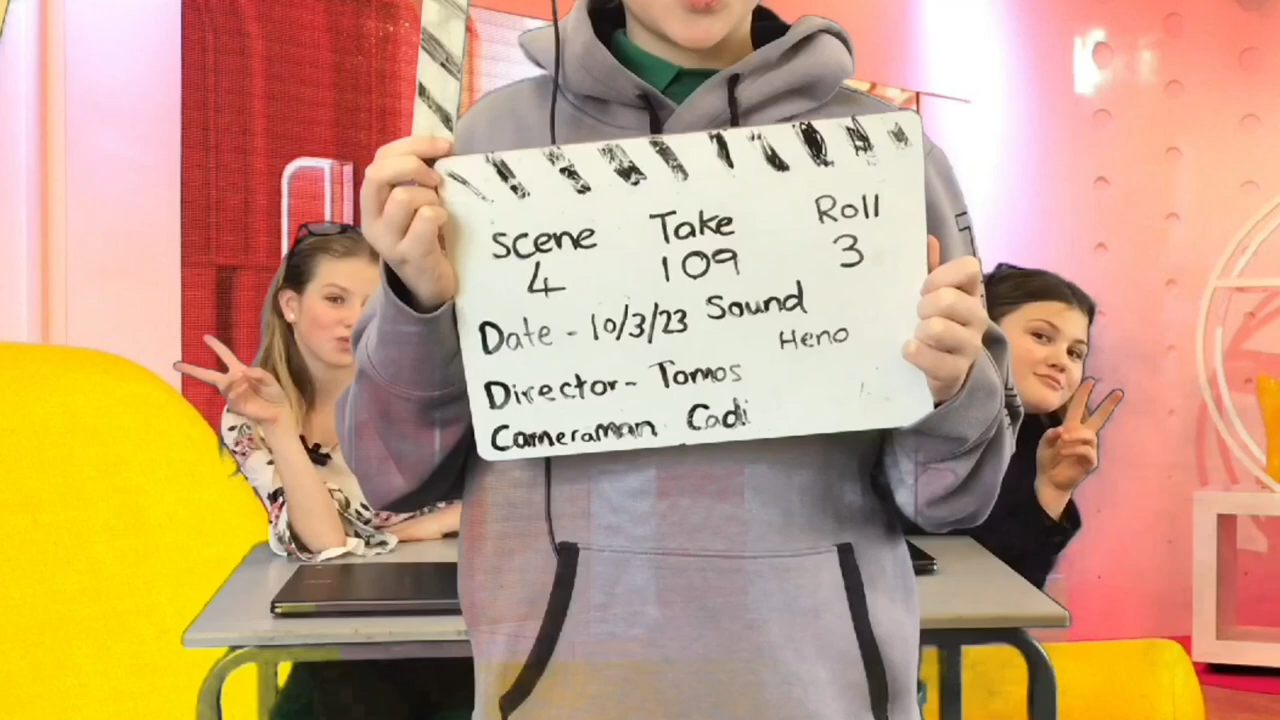 Scene Take Roll
4 109 3
Date - 10/3/23 Sound
Heno
Director - Tomos
Cameraman Cadi